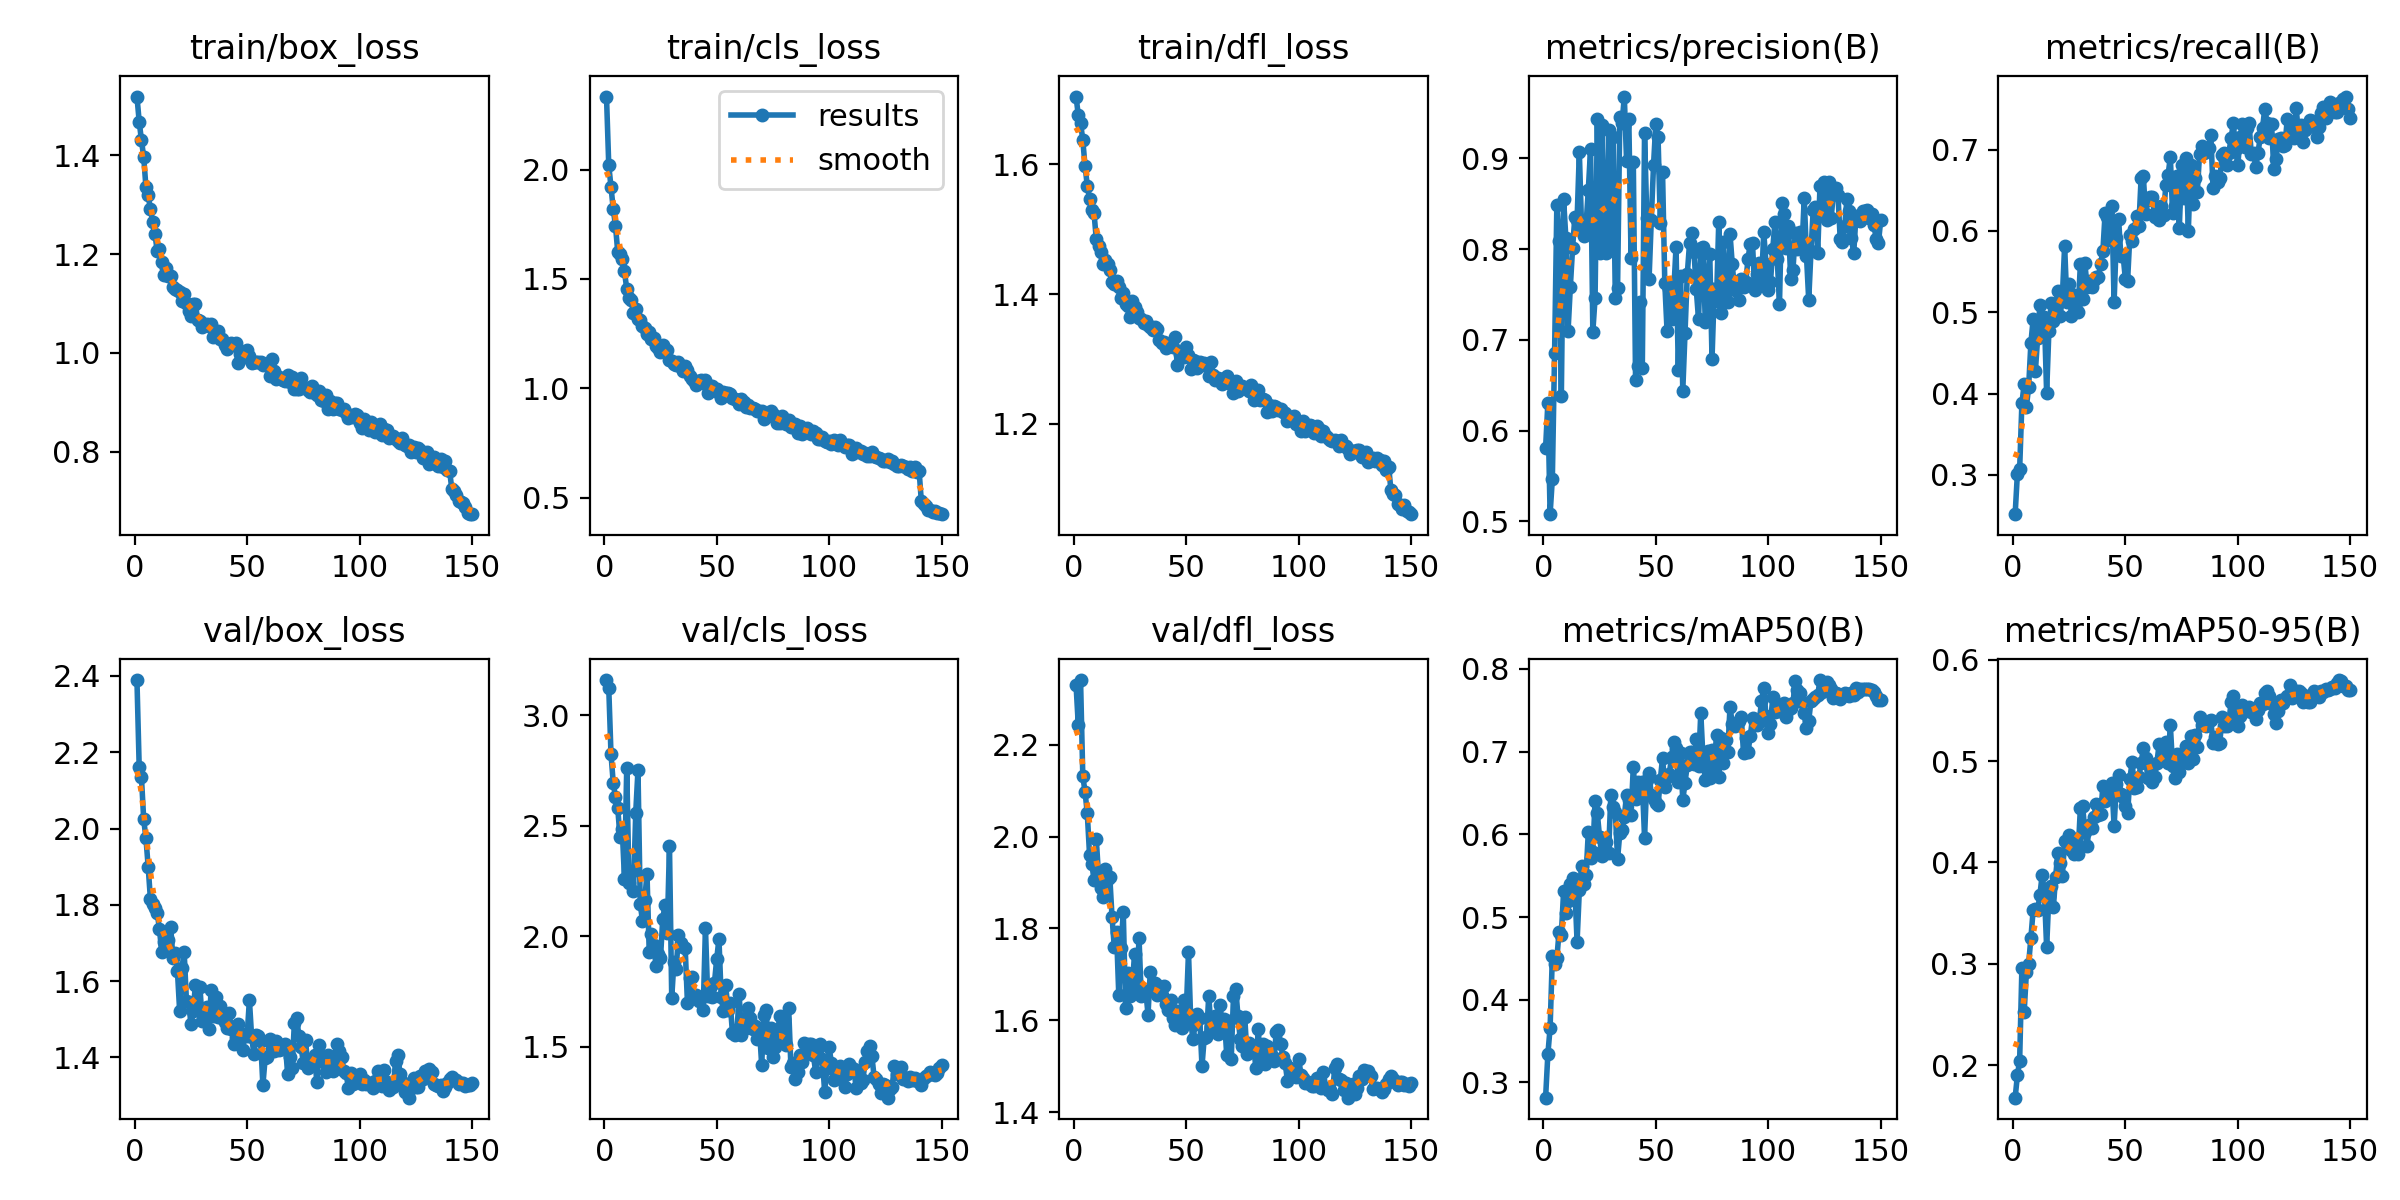 train/box_loss
1.4
1.2
1.0
0.8
0 50 100 150
train/cls_loss
results
smooth
2.0
1.5
1.0
0.5
0 50 100 150
train/dfl_loss
1.6
1.4
1.2
0 50 100 150
metrics/precision(B)
0.9
0.8
0.7
0.6
0.5
0 50 100 150
metrics/recall(B)
0.7
0.6
0.5
0.4
0.3
0 50 100 150
val/box_loss
2.4
2.2
2.0
1.8
1.6
1.4
0 50 100 150
val/cls_loss
3.0
2.5
2.0
1.5
0 50 100 150
val/dfl_loss
2.2
2.0
1.8
1.6
1.4
0 50 100 150
metrics/mAP50(B)
0.8
0.7
0.6
0.5
0.4
0.3
0 50 100 150
metrics/mAP50-95(B)
0.6
0.5
0.4
0.3
0.2
0 50 100 150